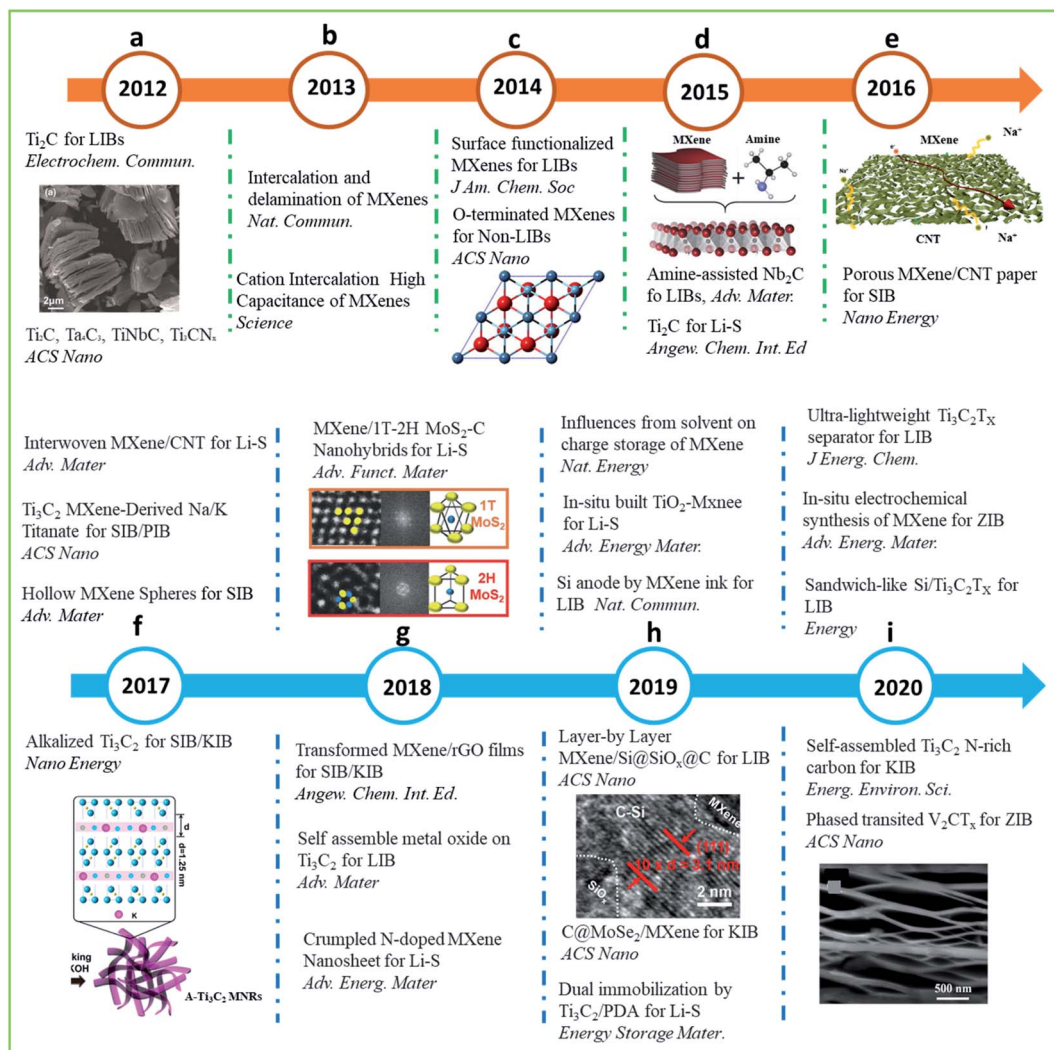 a
b
c
d
e
2012
2013
2014
2015
2016
Ti₂C for LIBs
Electrochem. Commun.
(a)
2µm
Ti₂C, Ta₄C₃, TiNbC, Ti₃CNₓ
ACS Nano
Intercalation and
delamination of MXenes
Nat. Commun.
Cation Intercalation High
Capacitance of MXenes
Science
Surface functionalized
MXenes for LIBs
J Am. Chem. Soc
O-terminated MXenes
for Non-LIBs
ACS Nano
MXene
Amine
+
Amine-assisted Nb₂C
fo LIBs, Adv. Mater.
Ti₂C for Li-S
Angew. Chem. Int. Ed
MXene
Na⁺
Na⁺
CNT
Na⁺
Porous MXene/CNT paper
for SIB
Nano Energy
Interwoven MXene/CNT for Li-S
Adv. Mater
Ti₃C₂ MXene-Derived Na/K
Titanate for SIB/PIB
ACS Nano
Hollow MXene Spheres for SIB
Adv. Mater
MXene/1T-2H MoS₂-C
Nanohybrids for Li-S
Adv. Funct. Mater
1T
MoS₂
2H
MoS₂
Influences from solvent on
charge storage of MXene
Nat. Energy
In-situ built TiO₂-Mxnee
for Li-S
Adv. Energy Mater.
Si anode by MXene ink for
LIB Nat. Commun.
Ultra-lightweight Ti₃C₂Tₓ
separator for LIB
J Energ. Chem.
In-situ electrochemical
synthesis of MXene for ZIB
Adv. Energ. Mater.
Sandwich-like Si/Ti₃C₂Tₓ for
LIB
Energy
f
g
h
i
2017
2018
2019
2020
Alkalized Ti₃C₂ for SIB/KIB
Nano Energy
d
d=1.25 nm
K
king
KOH
A-Ti₃C₂ MNRs
Transformed MXene/rGO films
for SIB/KIB
Angew. Chem. Int. Ed.
Self assemble metal oxide on
Ti₃C₂ for LIB
Adv. Mater
Crumpled N-doped MXene
Nanosheet for Li-S
Adv. Energ. Mater
Layer-by Layer
MXene/Si@SiOₓ@C for LIB
ACS Nano
C-Si
MXene
(111)
10 x d = 3.1 nm
SiOₓ
2 nm
C@MoSe₂/MXene for KIB
ACS Nano
Dual immobilization by
Ti₃C₂/PDA for Li-S
Energy Storage Mater.
Self-assembled Ti₃C₂ N-rich
carbon for KIB
Energ. Environ. Sci.
Phased transited V₂CTₓ for ZIB
ACS Nano
500 nm